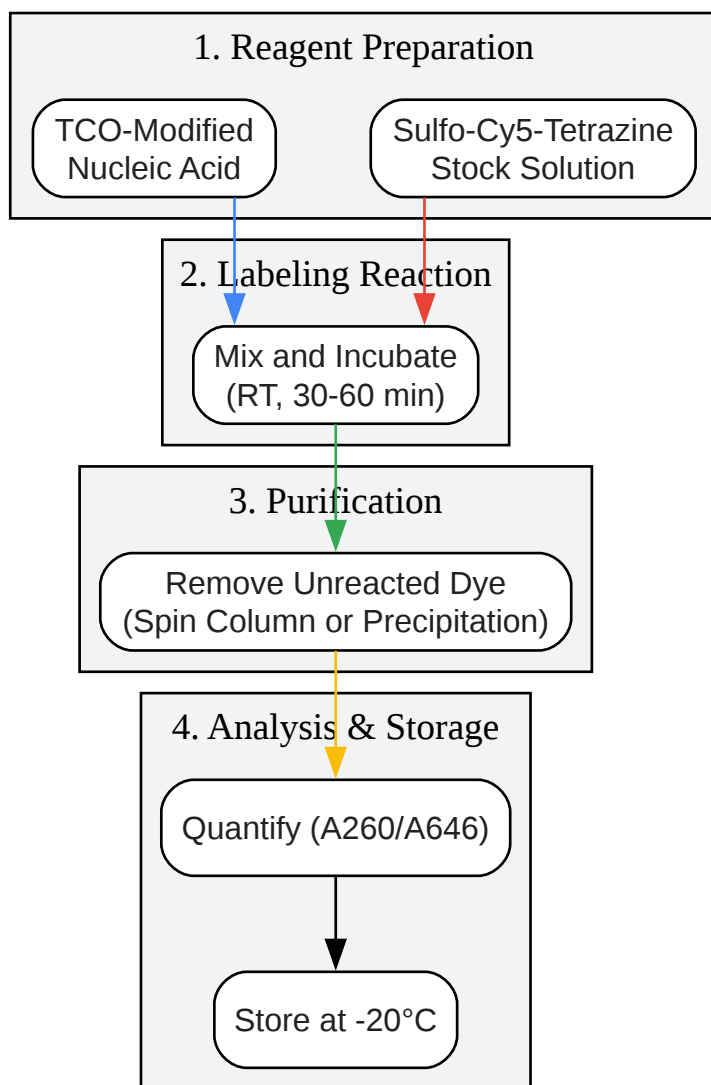 1. Reagent Preparation
TCO-Modified
Nucleic Acid
Sulfo-Cy5-Tetrazine
Stock Solution
2. Labeling Reaction
Mix and Incubate
(RT, 30-60 min)
3. Purification
Remove Unreacted Dye
(Spin Column or Precipitation)
4. Analysis & Storage
Quantify (A260/A646)
Store at -20°C